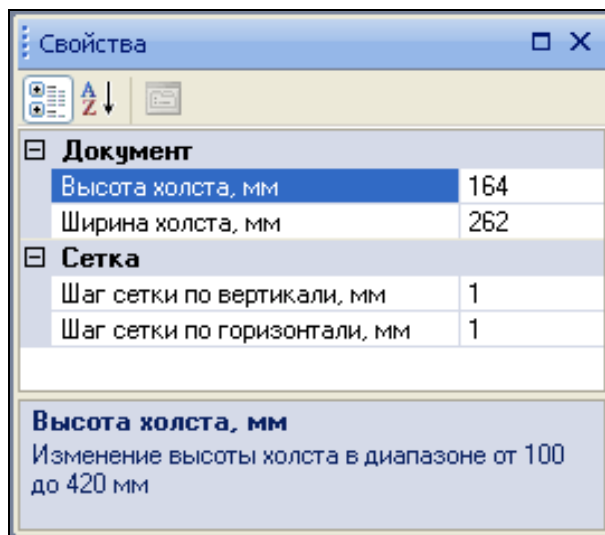 Свойства
Документ
Высота холста, мм 164
Ширина холста, мм 262
Сетка
Шаг сетки по вертикали, мм 1
Шаг сетки по горизонтали, мм 1
Высота холста, мм
Изменение высоты холста в диапазоне от 100
до 420 мм